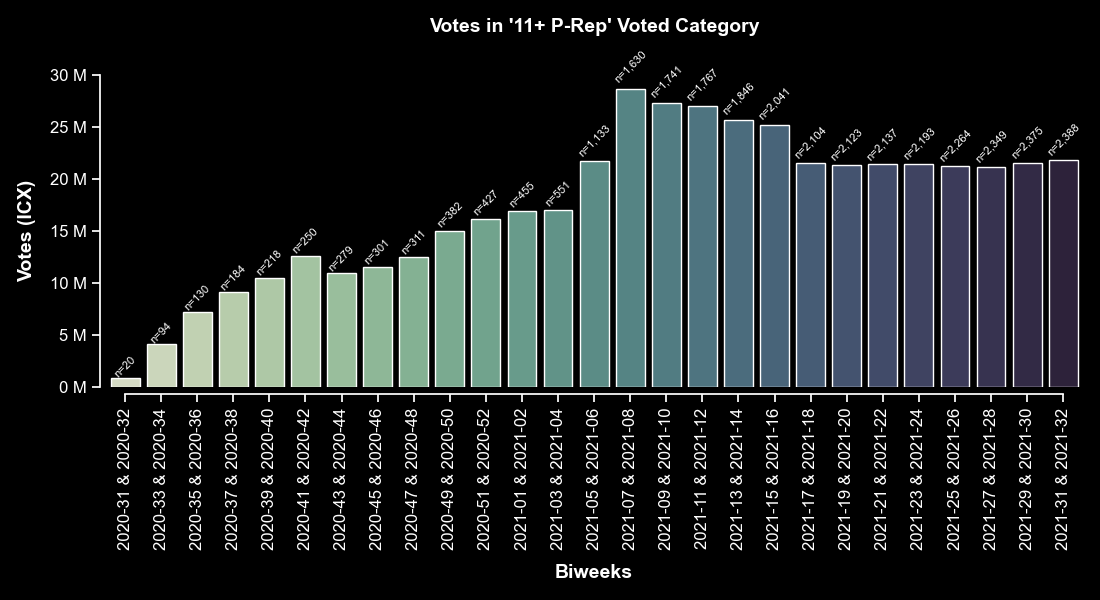 Votes in '11+ P-Rep' Voted Category
Votes (ICX)
30 M
25 M
20 M
15 M
10 M
5 M
0 M
n=20
n=94
n=130
n=184
n=218
n=250
n=279
n=301
n=311
n=382
n=427
n=455
n=551
n=1,133
n=1,630
n=1,741
n=1,767
n=1,846
n=2,041
n=2,104
n=2,123
n=2,137
n=2,193
n=2,264
n=2,349
n=2,375
n=2,388
2020-31 & 2020-32
2020-33 & 2020-34
2020-35 & 2020-36
2020-37 & 2020-38
2020-39 & 2020-40
2020-41 & 2020-42
2020-43 & 2020-44
2020-45 & 2020-46
2020-47 & 2020-48
2020-49 & 2020-50
2020-51 & 2020-52
2021-01 & 2021-02
2021-03 & 2021-04
2021-05 & 2021-06
2021-07 & 2021-08
2021-09 & 2021-10
2021-11 & 2021-12
2021-13 & 2021-14
2021-15 & 2021-16
2021-17 & 2021-18
2021-19 & 2021-20
2021-21 & 2021-22
2021-23 & 2021-24
2021-25 & 2021-26
2021-27 & 2021-28
2021-29 & 2021-30
2021-31 & 2021-32
Biweeks